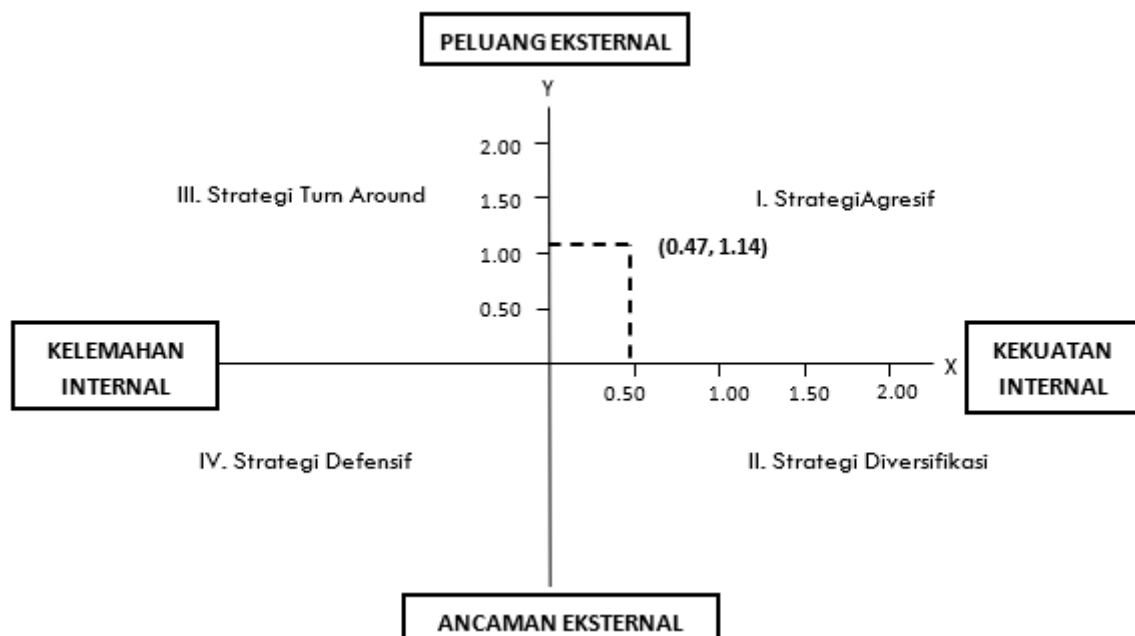 PELUANG EKSTERNAL
Y
2.00
III. Strategi Turn Around
I. StrategiAgresif
1.50
(0.47, 1.14)
1.00
0.50
KELEMAHAN
INTERNAL
X
KEKUATAN
INTERNAL
0.50
1.00
1.50
2.00
IV. Strategi Defensif
II. Strategi Diversifikasi
ANCAMAN EKSTERNAL